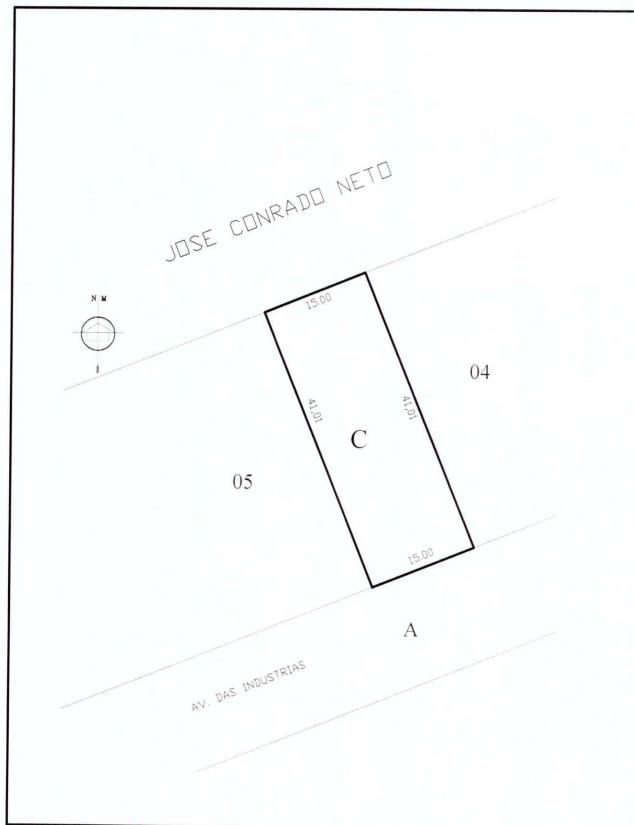 JOSE CONRADO NETO
N M
15.00
04
41,01
41,01
C
05
15.00
A
AV. DAS INDUSTRIAS